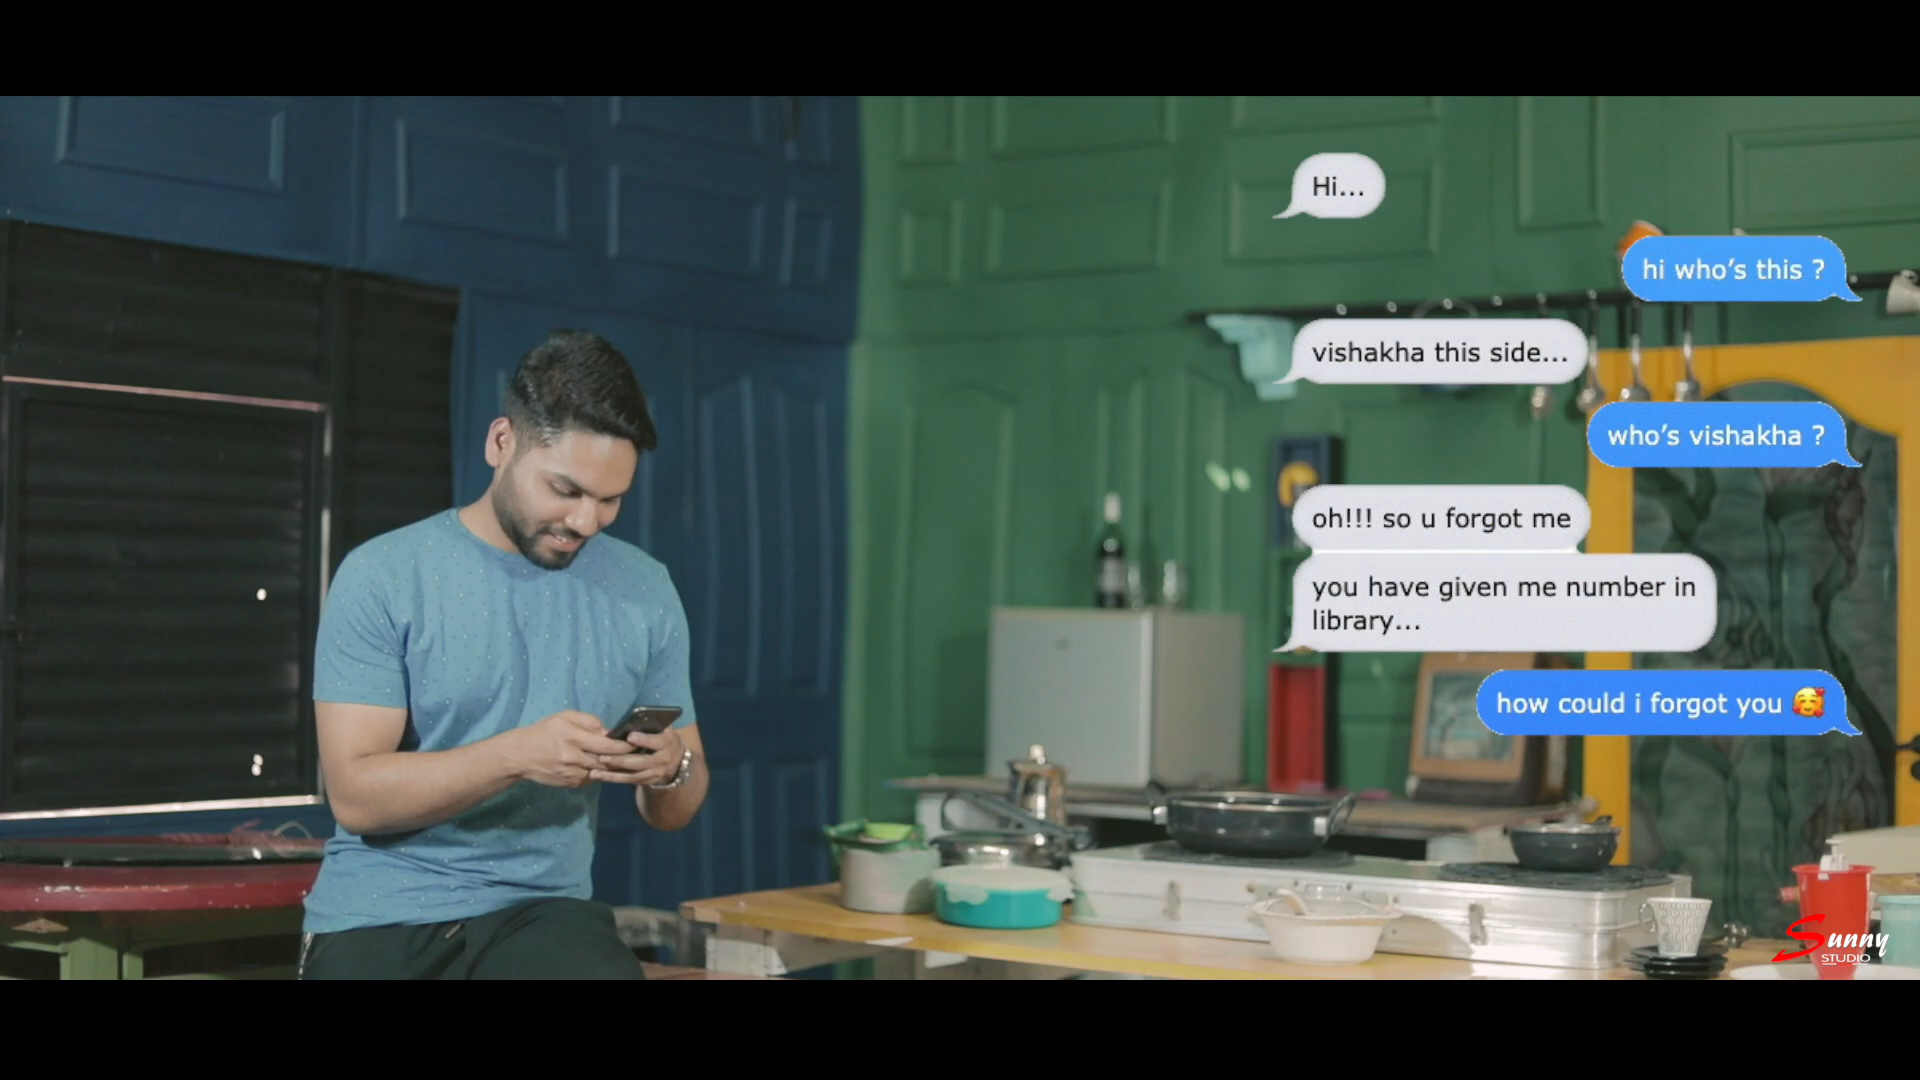 Hi...
hi who's this ?
vishakha this side...
who's vishakha ?
oh!!! so u forgot me
you have given me number in
library...
how could i forgot you 🥰
Sunny
STUDIO